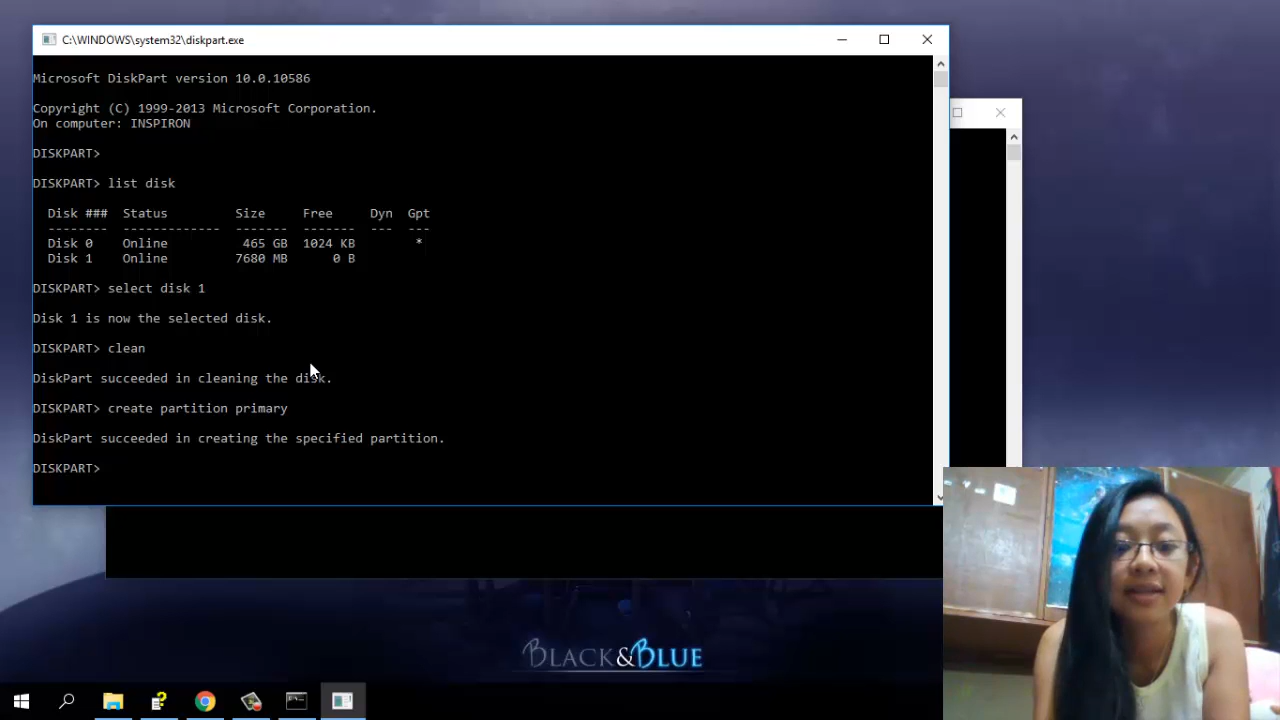 C:\WINDOWS\system32\diskpart.exe
Microsoft DiskPart version 10.0.10586
Copyright (C) 1999-2013 Microsoft Corporation.
On computer: INSPIRON
DISKPART>
DISKPART> list disk
Disk ### Status Size Free Dyn Gpt
-------- ------------- ------- ------- --- ---
Disk 0 Online 465 GB 1024 KB *
Disk 1 Online 7680 MB 0 B
DISKPART> select disk 1
Disk 1 is now the selected disk.
DISKPART> clean
DiskPart succeeded in cleaning the disk.
DISKPART> create partition primary
DiskPart succeeded in creating the specified partition.
DISKPART>
BLACK&BLUE